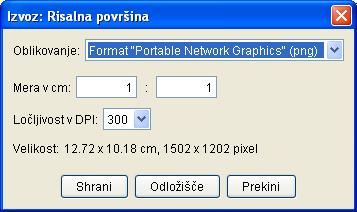 Izvoz: Risalna površina
Oblikovanje: Format "Portable Network Graphics" (png)
Mera v cm: 1 : 1
Ločljivost v DPI: 300
Velikost: 12.72 x 10.18 cm, 1502 x 1202 pixel
Shrani Odložišče Prekini